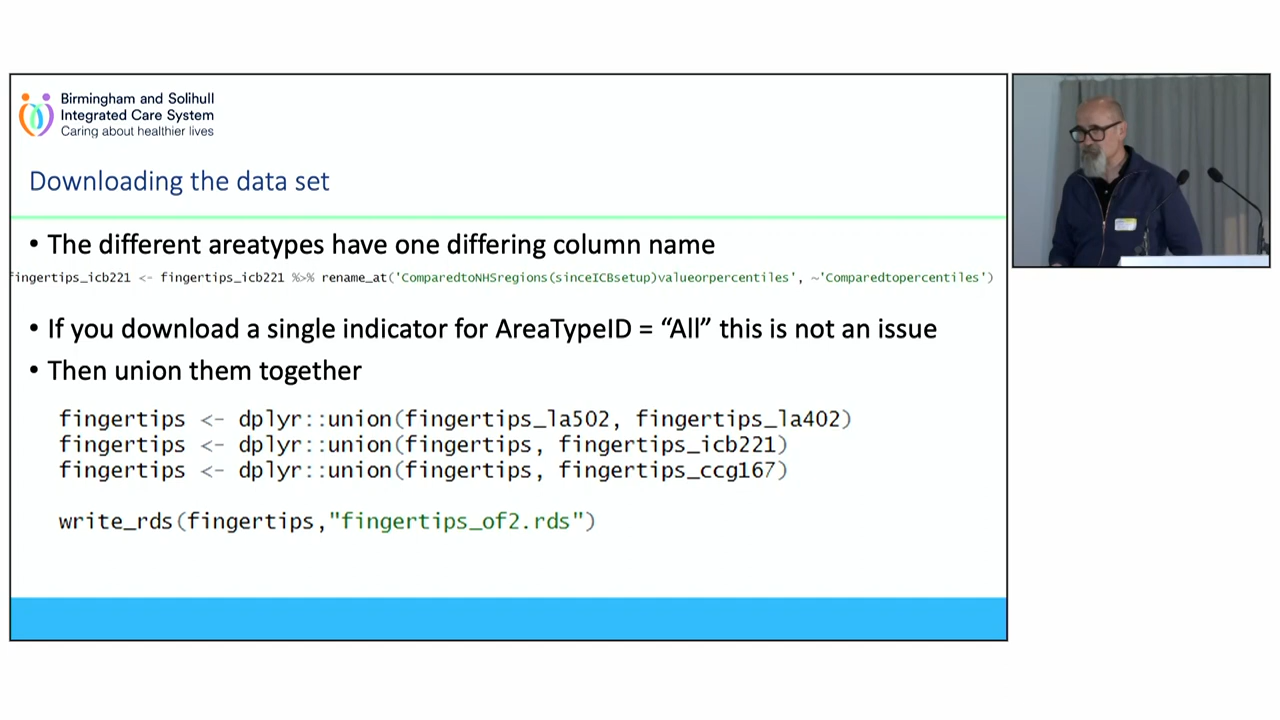 Birmingham and Solihull
Integrated Care System
Caring about healthier lives
Downloading the data set
• The different areatypes have one differing column name
fingertips_icb221 <- fingertips_icb221 %>% rename_at('ComparedtoNHSregions(sinceICBsetup)valueorpercentiles', ~'Comparedtopercentiles')
• If you download a single indicator for AreaTypeID = “All” this is not an issue
• Then union them together
fingertips <- dplyr::union(fingertips_la502, fingertips_la402)
fingertips <- dplyr::union(fingertips, fingertips_icb221)
fingertips <- dplyr::union(fingertips, fingertips_ccg167)
write_rds(fingertips,"fingertips_of2.rds")